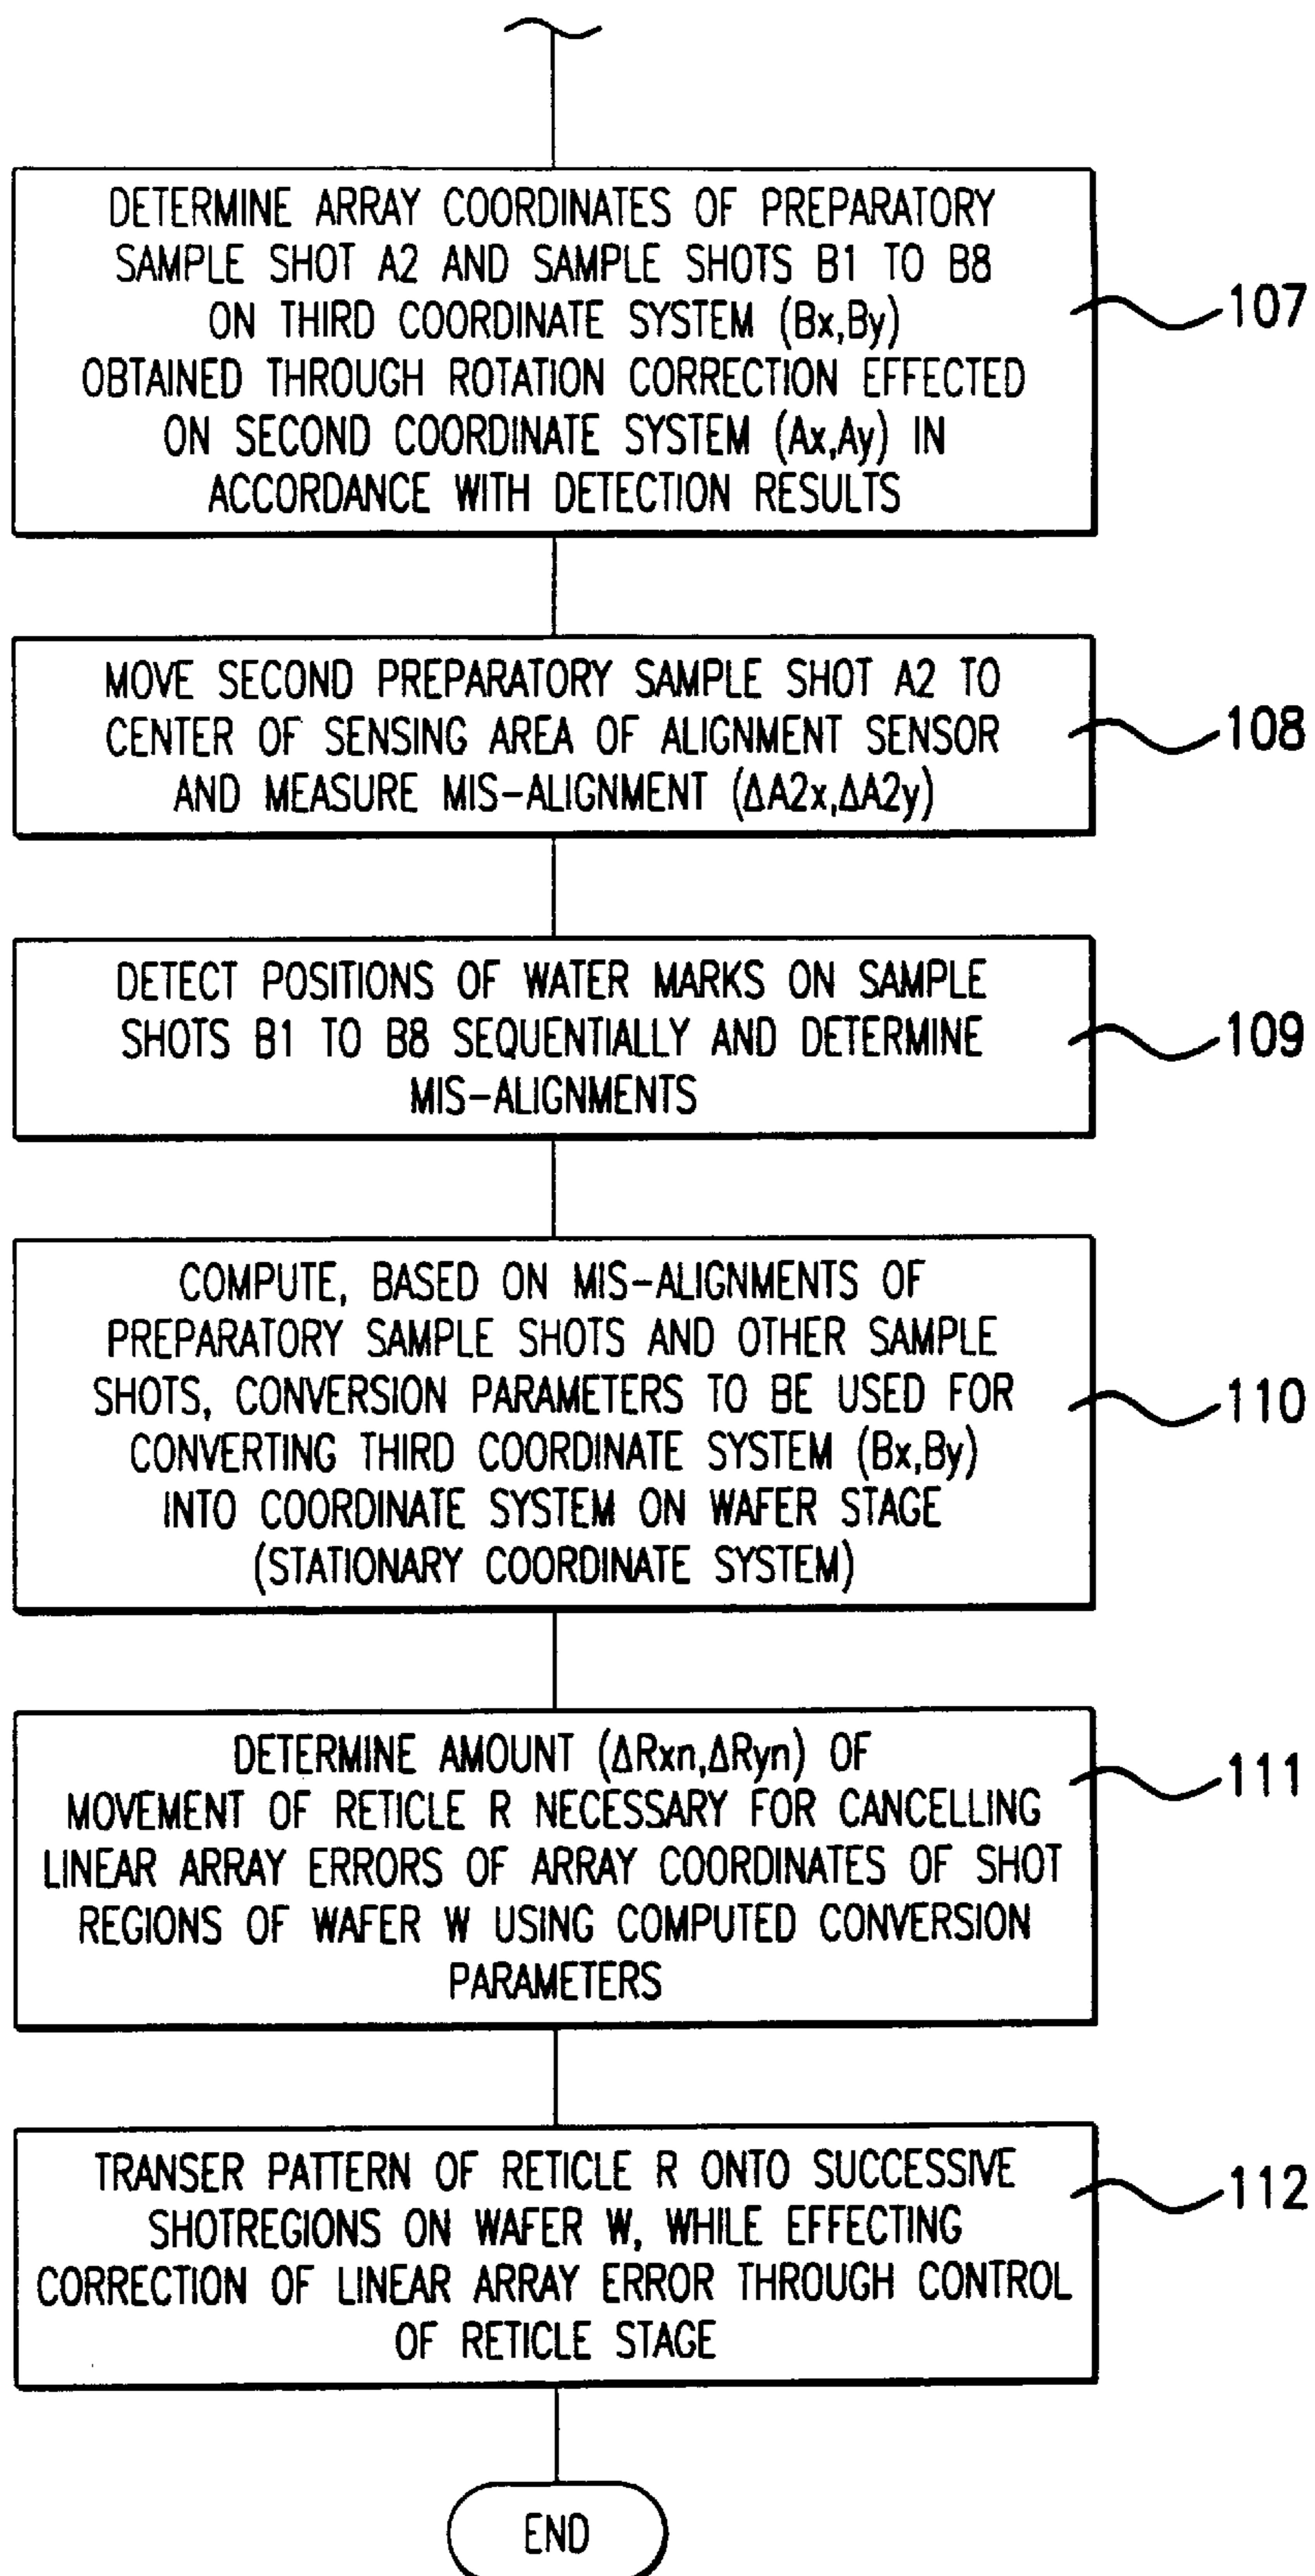 DETERMINE ARRAY COORDINATES OF PREPARATORY
SAMPLE SHOT A2 AND SAMPLE SHOTS B1 TO B8
ON THIRD COORDINATE SYSTEM (Bx,By)
OBTAINED THROUGH ROTATION CORRECTION EFFECTED
ON SECOND COORDINATE SYSTEM (Ax,Ay) IN
ACCORDANCE WITH DETECTION RESULTS
107
MOVE SECOND PREPARATORY SAMPLE SHOT A2 TO
CENTER OF SENSING AREA OF ALIGNMENT SENSOR
AND MEASURE MIS-ALIGNMENT (ΔA2x,ΔA2y)
108
DETECT POSITIONS OF WATER MARKS ON SAMPLE
SHOTS B1 TO B8 SEQUENTIALLY AND DETERMINE
MIS-ALIGNMENTS
109
COMPUTE, BASED ON MIS-ALIGNMENTS OF
PREPARATORY SAMPLE SHOTS AND OTHER SAMPLE
SHOTS, CONVERSION PARAMETERS TO BE USED FOR
CONVERTING THIRD COORDINATE SYSTEM (Bx,By)
INTO COORDINATE SYSTEM ON WAFER STAGE
(STATIONARY COORDINATE SYSTEM)
110
DETERMINE AMOUNT (ΔRxn,ΔRyn) OF
MOVEMENT OF RETICLE R NECESSARY FOR CANCELLING
LINEAR ARRAY ERRORS OF ARRAY COORDINATES OF SHOT
REGIONS OF WAFER W USING COMPUTED CONVERSION
PARAMETERS
111
TRANSER PATTERN OF RETICLE R ONTO SUCCESSIVE
SHOTREGIONS ON WAFER W, WHILE EFFECTING
CORRECTION OF LINEAR ARRAY ERROR THROUGH CONTROL
OF RETICLE STAGE
112
END